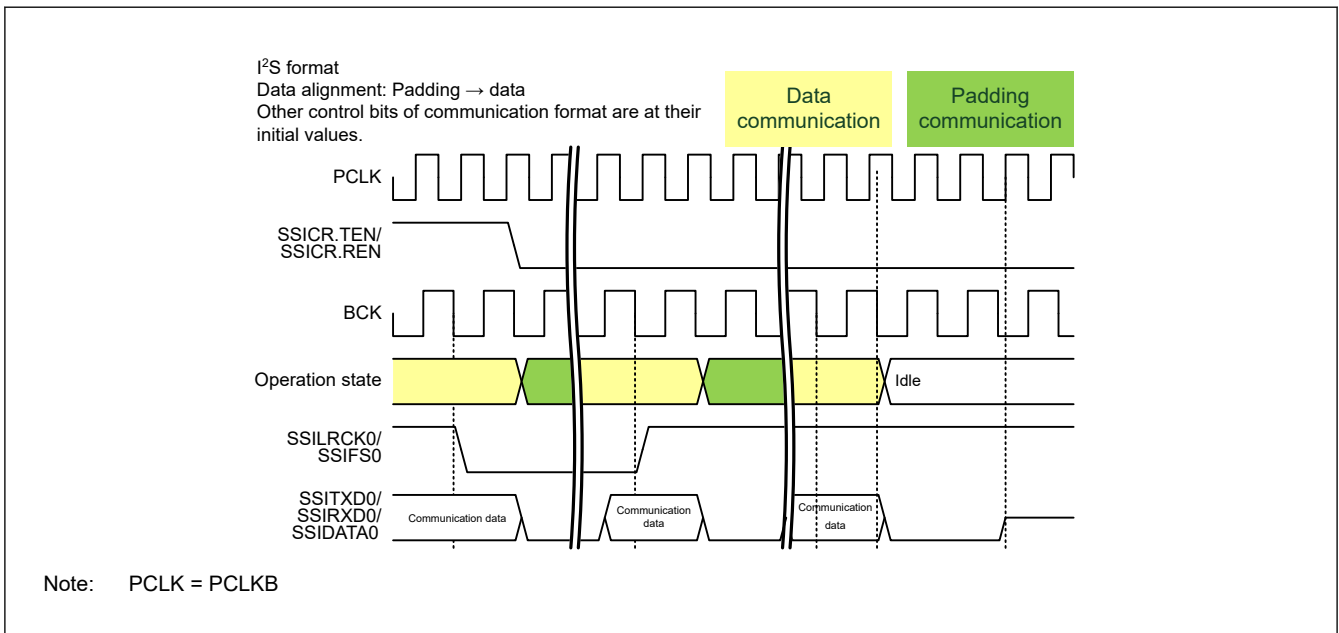 I²S format
Data alignment: Padding → data
Other control bits of communication format are at their
initial values.
Data
communication
Padding
communication
PCLK
SSICR.TEN/
SSICR.REN
BCK
Operation state
Idle
SSILRCK0/
SSIFS0
SSITXD0/
SSIRXD0/
SSIDATA0
Communication data
Communication
data
Communication
data
Note: PCLK = PCLKB